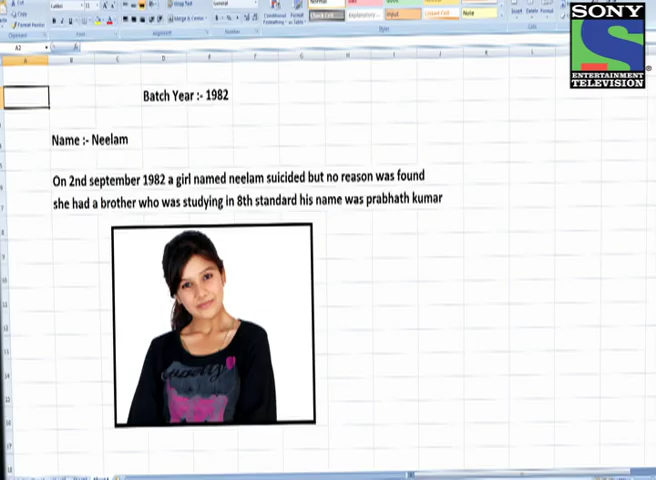 SONY
ENTERTAINMENT
TELEVISION
Batch Year :- 1982
Name :- Neelam
On 2nd september 1982 a girl named neelam suicided but no reason was found
she had a brother who was studying in 8th standard his name was prabhath kumar